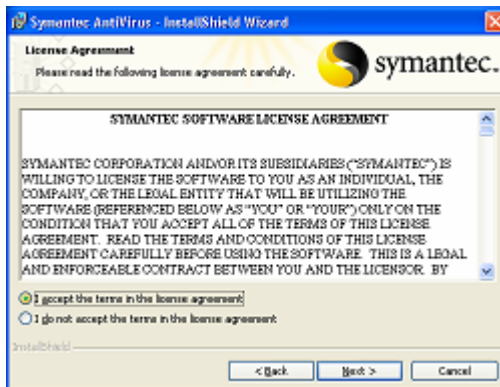 Symantec AntiVirus - InstallShield Wizard
License Agreement
Please read the following license agreement carefully.
symantec.
SYMANTEC SOFTWARE LICENSE AGREEMENT
SYMANTEC CORPORATION AND/OR ITS SUBSIDIARIES ("SYMANTEC") IS
WILLING TO LICENSE THE SOFTWARE TO YOU AS AN INDIVIDUAL, THE
COMPANY, OR THE LEGAL ENTITY THAT WILL BE UTILIZING THE
SOFTWARE (REFERENCED BELOW AS "YOU" OR "YOUR") ONLY ON THE
CONDITION THAT YOU ACCEPT ALL OF THE TERMS OF THIS LICENSE
AGREEMENT. READ THE TERMS AND CONDITIONS OF THIS LICENSE
AGREEMENT CAREFULLY BEFORE USING THE SOFTWARE. THIS IS A LEGAL
AND ENFORCEABLE CONTRACT BETWEEN YOU AND THE LICENSOR. BY
I accept the terms in the license agreement
I do not accept the terms in the license agreement
InstallShield
< Back
Next >
Cancel